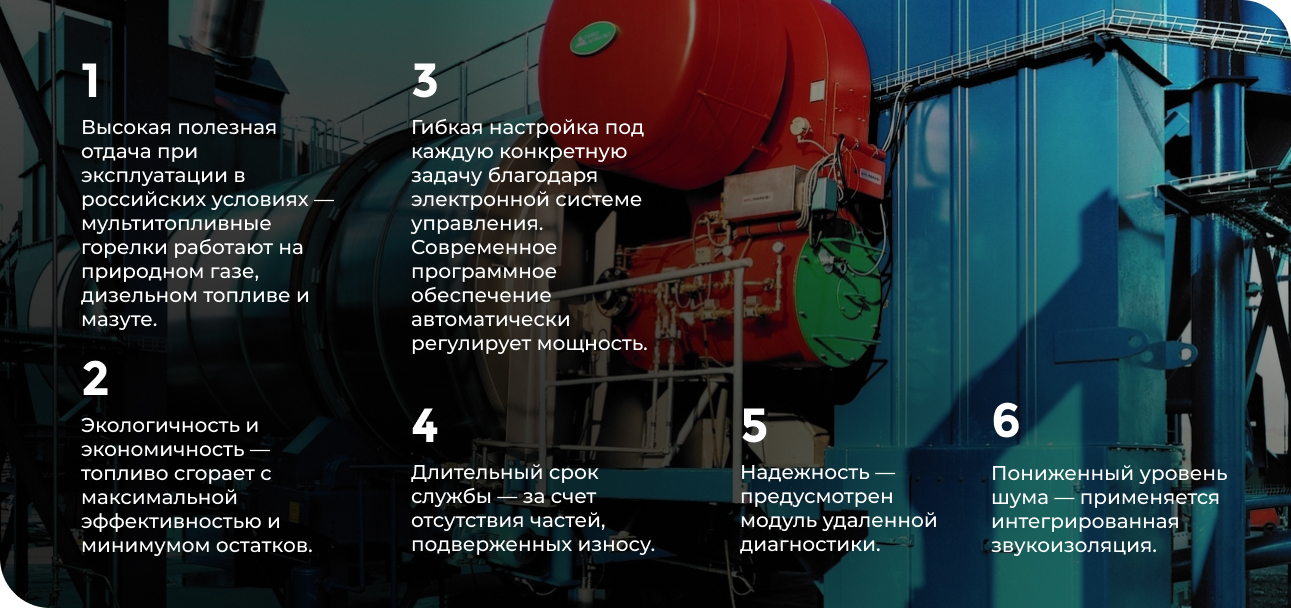 1
Высокая полезная
отдача при
эксплуатации в
российских условиях —
мультитопливные
горелки работают на
природном газе,
дизельном топливе и
мазуте.
2
Экологичность и
экономичность —
топливо сгорает с
максимальной
эффективностью и
минимумом остатков.
3
Гибкая настройка под
каждую конкретную
задачу благодаря
электронной системе
управления.
Современное
программное
обеспечение
автоматически
регулирует мощность.
4
Длительный срок
службы — за счет
отсутствия частей,
подверженных износу.
5
Надежность —
предусмотрен
модуль удаленной
диагностики.
6
Пониженный уровень
шума — применяется
интегрированная
звукоизоляция.